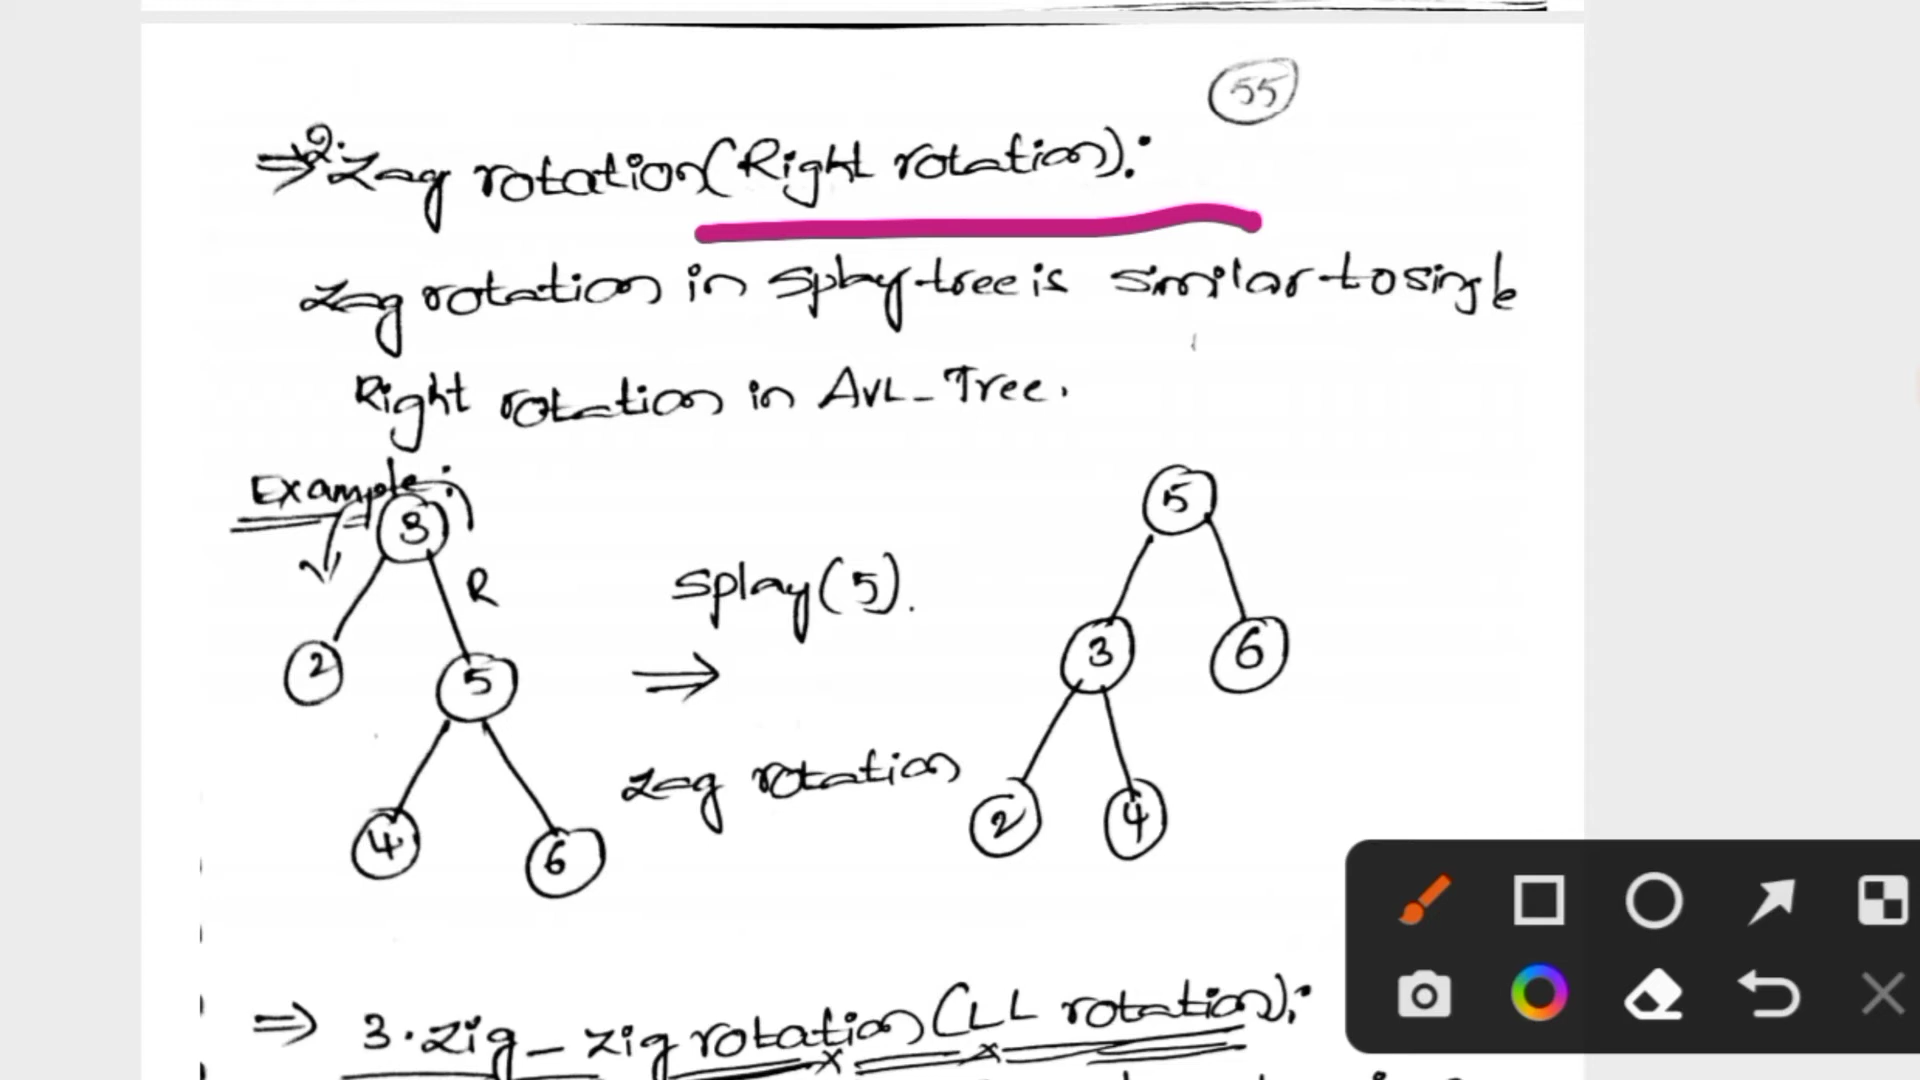 55
⇒ 2. Zag rotation (Right rotation):
Zag rotation in Splay tree is similar to single
Right rotation in AVL-Tree.
Example:
3
R
2
5
4
6
Splay(5).
⇒
Zag rotation
5
3
6
2
4
⇒ 3. Zig-Zig rotation (LL rotation):